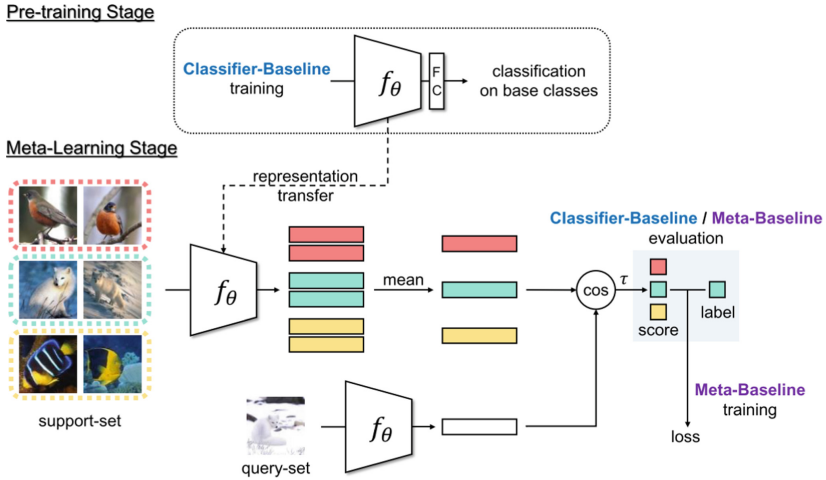 Pre-training Stage
Classifier-Baseline
training
fθ
F
C
classification
on base classes
Meta-Learning Stage
representation
transfer
Classifier-Baseline / Meta-Baseline
evaluation
fθ
mean
cos
τ
score
label
Meta-Baseline
training
loss
support-set
query-set
fθ